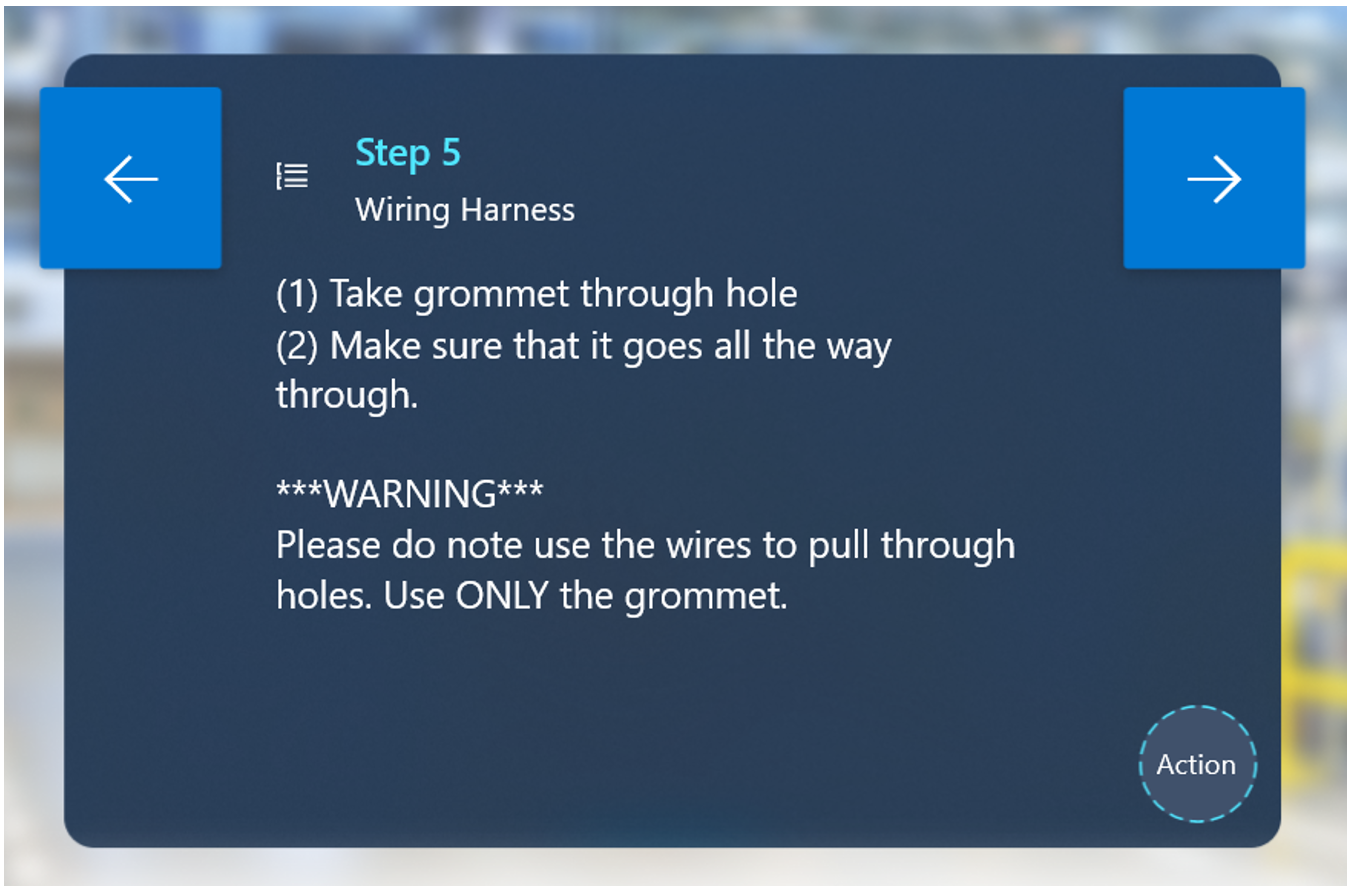 Step 5
Wiring Harness
(1) Take grommet through hole
(2) Make sure that it goes all the way
through.
***WARNING***
Please do note use the wires to pull through
holes. Use ONLY the grommet.
Action